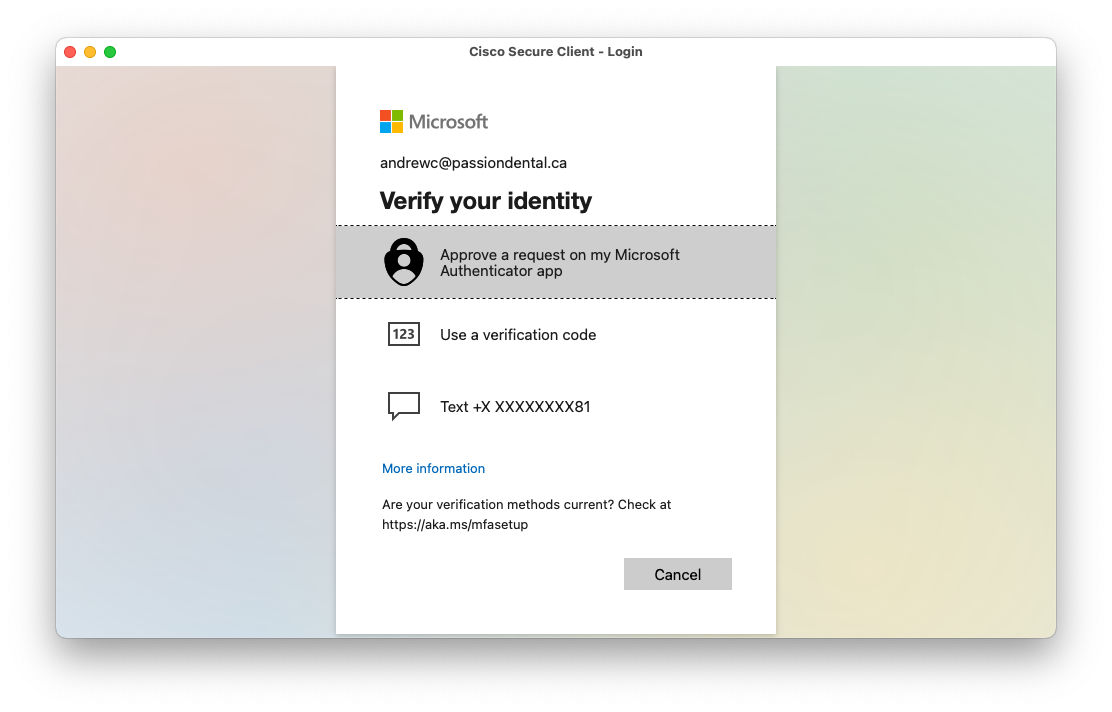 Cisco Secure Client - Login
Microsoft
andrewc@passiondental.ca
Verify your identity
Approve a request on my Microsoft
Authenticator app
123
Use a verification code
Text +X XXXXXXXX81
More information
Are your verification methods current? Check at
https://aka.ms/mfasetup
Cancel